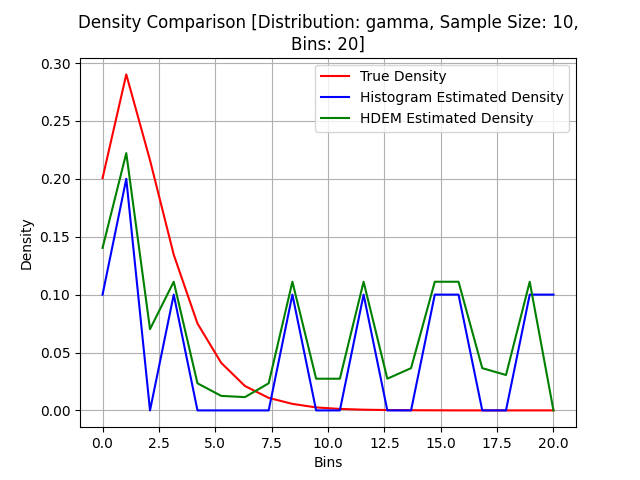 Density Comparison [Distribution: gamma, Sample Size: 10,
Bins: 20]
True Density
Histogram Estimated Density
HDEM Estimated Density
Density
0.30
0.25
0.20
0.15
0.10
0.05
0.00
0.0 2.5 5.0 7.5 10.0 12.5 15.0 17.5 20.0
Bins